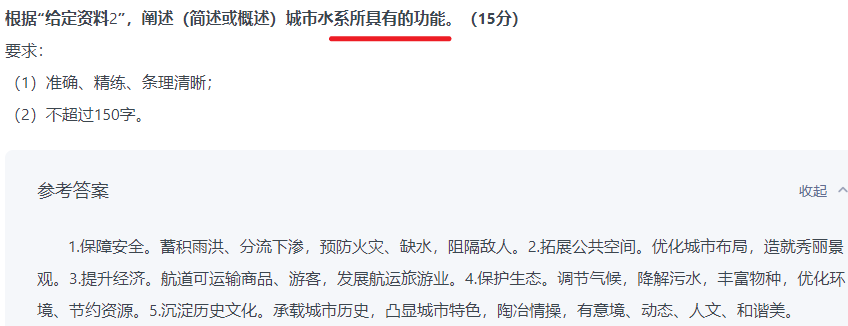 根据“给定资料2”，阐述（简述或概述）城市水系所具有的功能。（15分）
要求：
（1）准确、精练、条理清晰；
（2）不超过150字。
参考答案
收起
1.保障安全。蓄积雨洪、分流下渗，预防火灾、缺水，阻隔敌人。2.拓展公共空间。优化城市布局，造就秀丽景
观。3.提升经济。航道可运输商品、游客，发展航运旅游业。4.保护生态。调节气候，降解污水，丰富物种，优化环
境、节约资源。5.沉淀历史文化。承载城市历史，凸显城市特色，陶冶情操，有意境、动态、人文、和谐美。